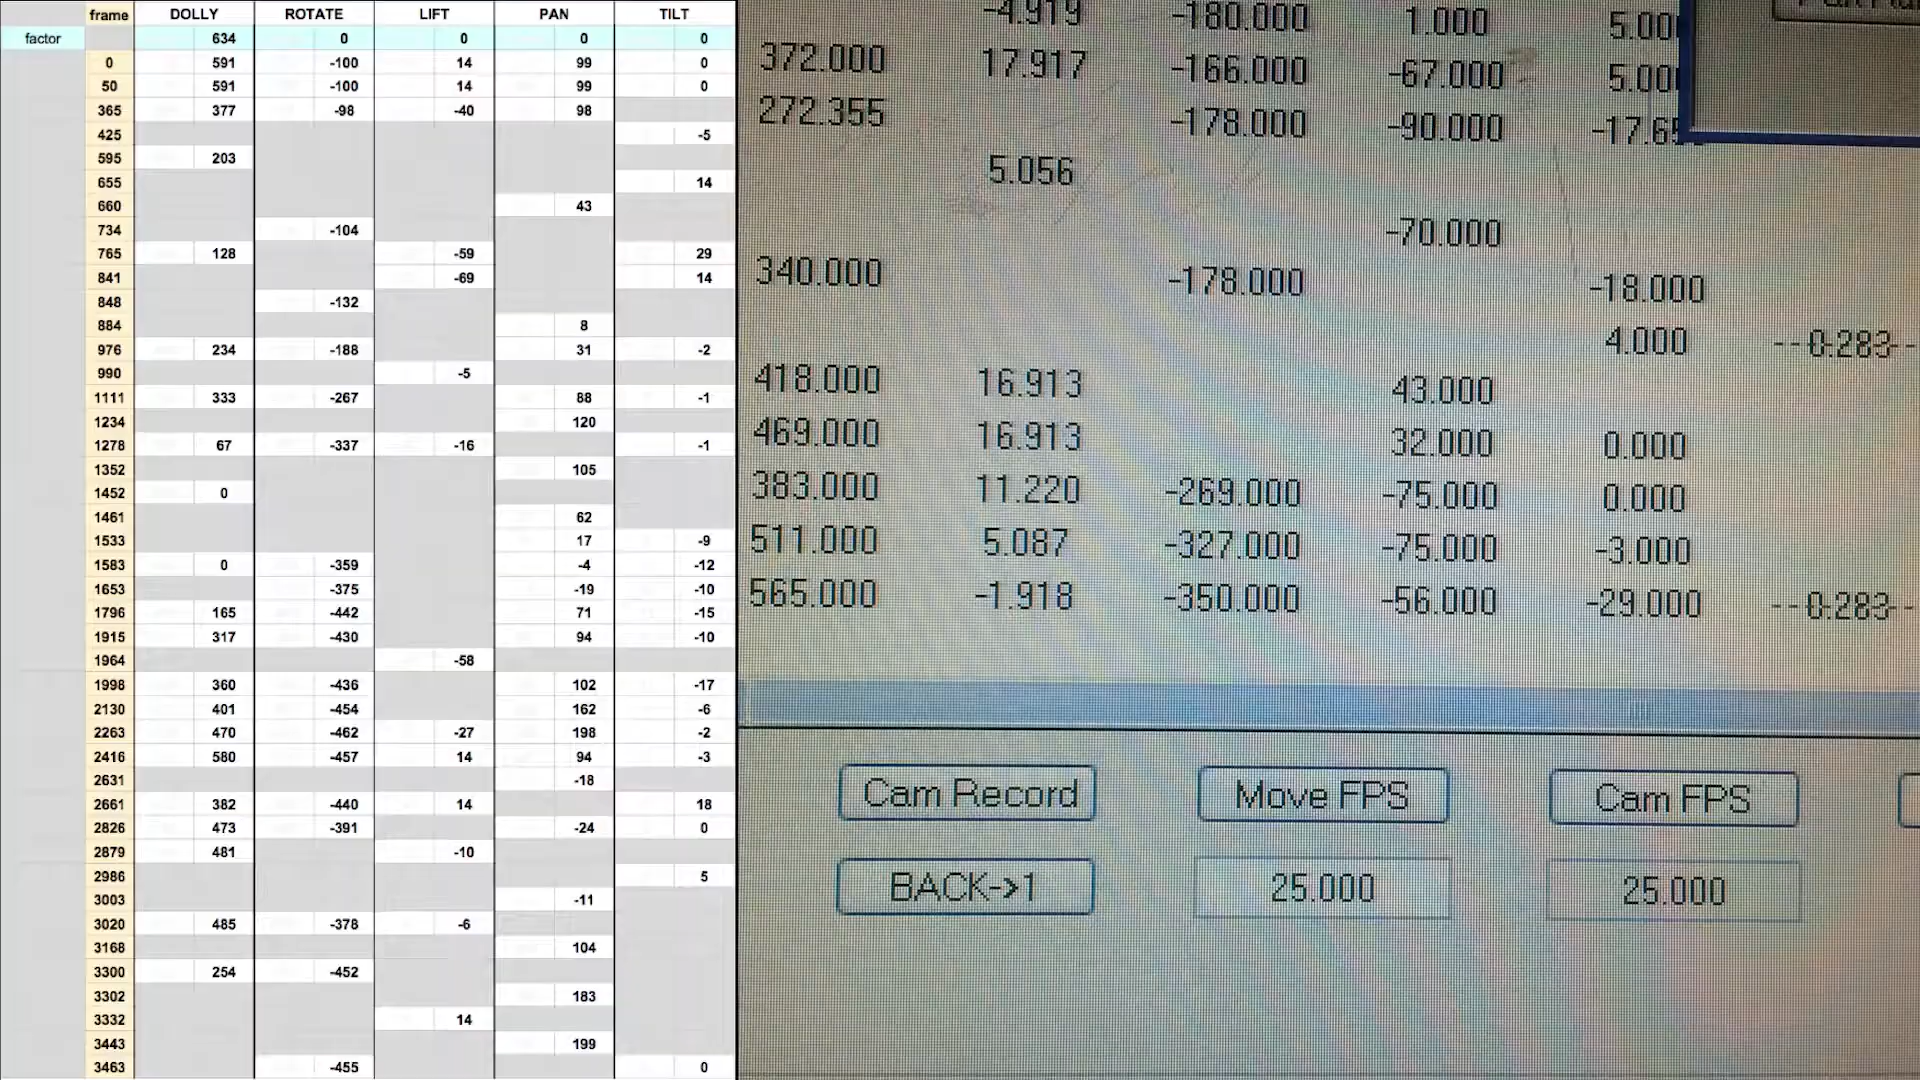 frame DOLLY ROTATE LIFT PAN TILT
factor 634 0 0 0 0
0 591 -100 14 99 0
50 591 -100 14 99 0
365 377 -98 -40 98
425 -5
595 203
655 14
660 43
734 -104
765 128 -59 29
841 -69 14
848 -132
884 8
976 234 -188 31 -2
990 -5
1111 333 -267 88 -1
1234 120
1278 67 -337 -16 -1
1352 105
1452 0
1461 62
1533 17 -9
1583 0 -359 -4 -12
1653 -375 -19 -10
1796 165 -442 71 -15
1915 317 -430 94 -10
1964 -58
1998 360 -436 102 -17
2130 401 -454 162 -6
2263 470 -462 -27 198 -2
2416 580 -457 14 94 -3
2631 -18
2661 382 -440 14 18
2826 473 -391 -24 0
2879 481 -10
2986 5
3003 -11
3020 485 -378 -6
3168 104
3300 254 -452
3302 183
3332 14
3443 199
3463 -455 0
-4.919 -180.000 1.000
372.000 17.917 -166.000 -67.000
272.355 -178.000 -90.000
5.056
-70.000
340.000 -178.000 -18.000
4.000 --0.283--
418.000 16.913 43.000
469.000 16.913 32.000 0.000
383.000 11.220 -269.000 -75.000 0.000
511.000 5.087 -327.000 -75.000 -3.000
565.000 -1.918 -350.000 -56.000 -29.000 --0.283--
Cam Record Move FPS Cam FPS
BACK->1 25.000 25.000